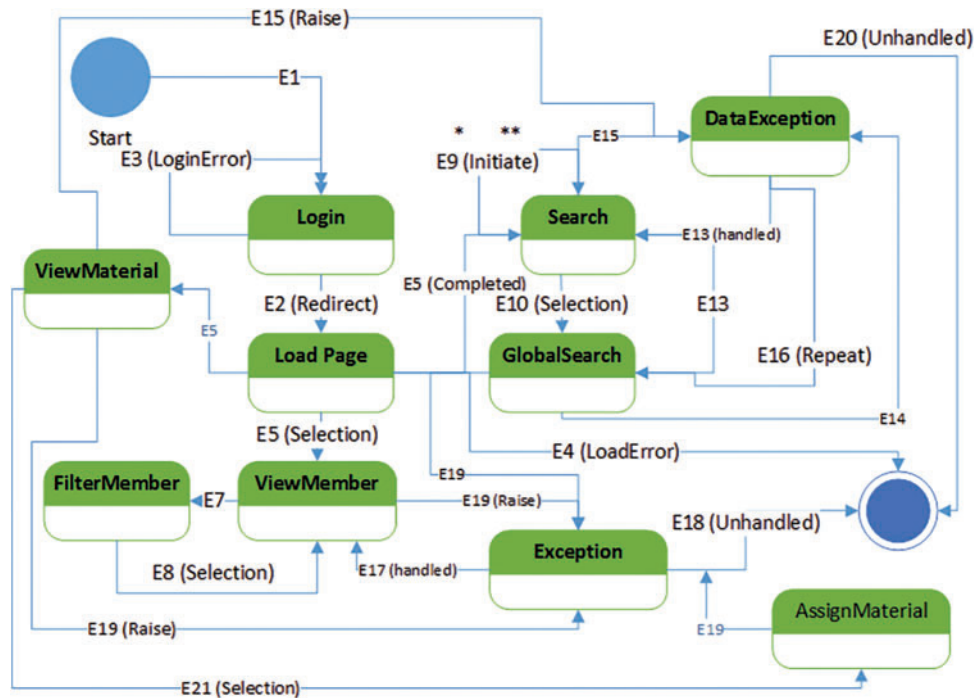 E15 (Raise)
E20 (Unhandled)
E1
Start
DataException
* **
E15
E3 (LoginError)
E9 (Initiate)
Login
Search
E13 (handled)
ViewMaterial
E5 (Completed)
E2 (Redirect)
E10 (Selection)
E13
E5
Load Page
GlobalSearch
E16 (Repeat)
E14
E5 (Selection)
E4 (LoadError)
E19
FilterMember
ViewMember
E7
E19 (Raise)
E18 (Unhandled)
Exception
E8 (Selection)
E17 (handled)
AssignMaterial
E19 (Raise)
E19
E21 (Selection)